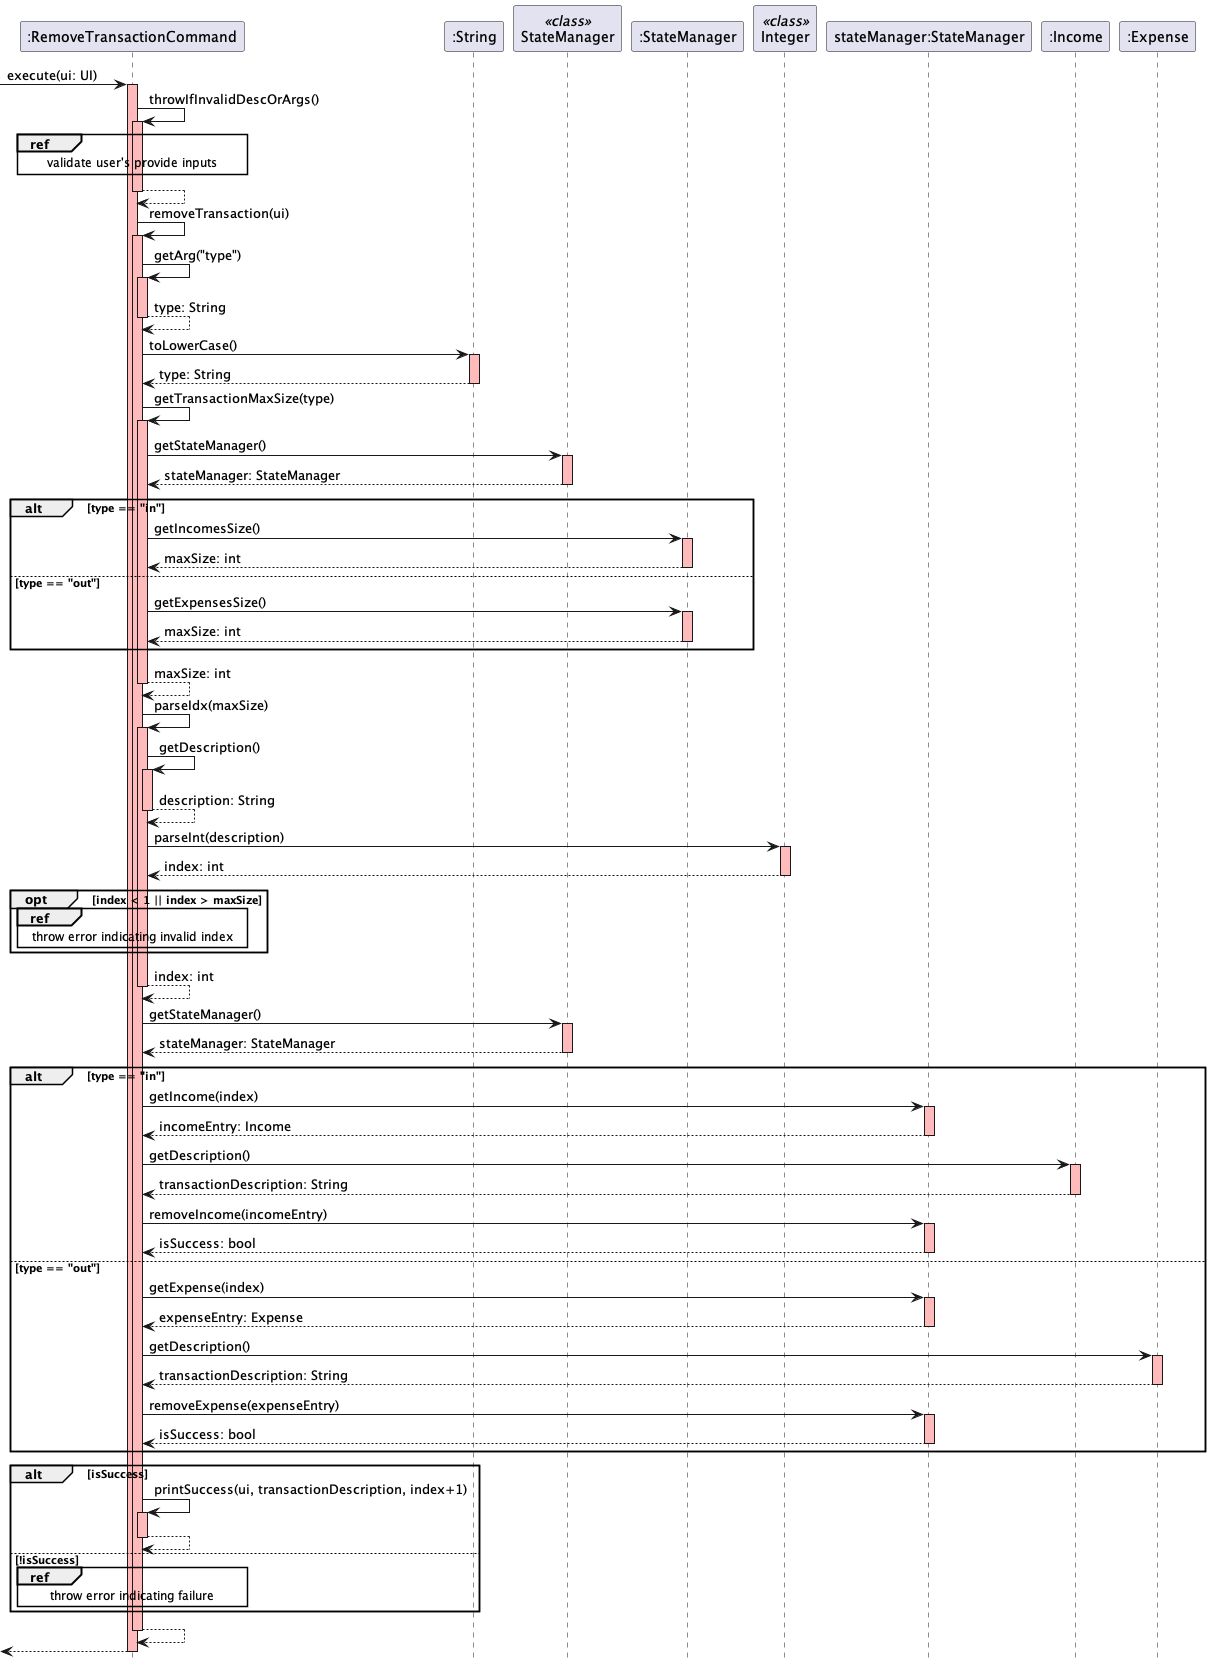 «class» «class»
:RemoveTransactionCommand :String StateManager :StateManager Integer stateManager:StateManager :Income :Expense
execute(ui: UI)
throwIfInvalidDescOrArgs()
ref
validate user's provide inputs
removeTransaction(ui)
getArg("type")
type: String
toLowerCase()
type: String
getTransactionMaxSize(type)
getStateManager()
stateManager: StateManager
alt [type == "in"]
getIncomesSize()
maxSize: int
[type == "out"]
getExpensesSize()
maxSize: int
maxSize: int
parseIdx(maxSize)
getDescription()
description: String
parseInt(description)
index: int
opt [index < 1 || index > maxSize]
ref
throw error indicating invalid index
index: int
getStateManager()
stateManager: StateManager
alt [type == "in"]
getIncome(index)
incomeEntry: Income
getDescription()
transactionDescription: String
removeIncome(incomeEntry)
isSuccess: bool
[type == "out"]
getExpense(index)
expenseEntry: Expense
getDescription()
transactionDescription: String
removeExpense(expenseEntry)
isSuccess: bool
alt [isSuccess]
printSuccess(ui, transactionDescription, index+1)
[!isSuccess]
ref
throw error indicating failure